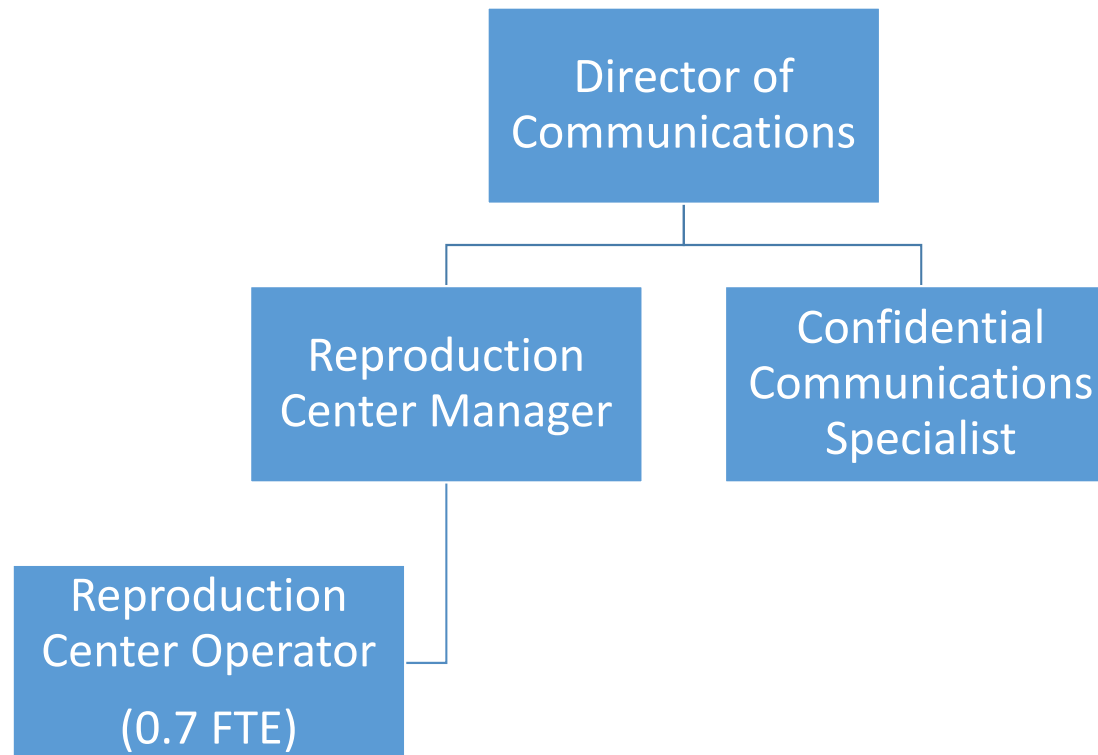 Director of
Communications
Reproduction
Center Manager
Confidential
Communications
Specialist
Reproduction
Center Operator
(0.7 FTE)